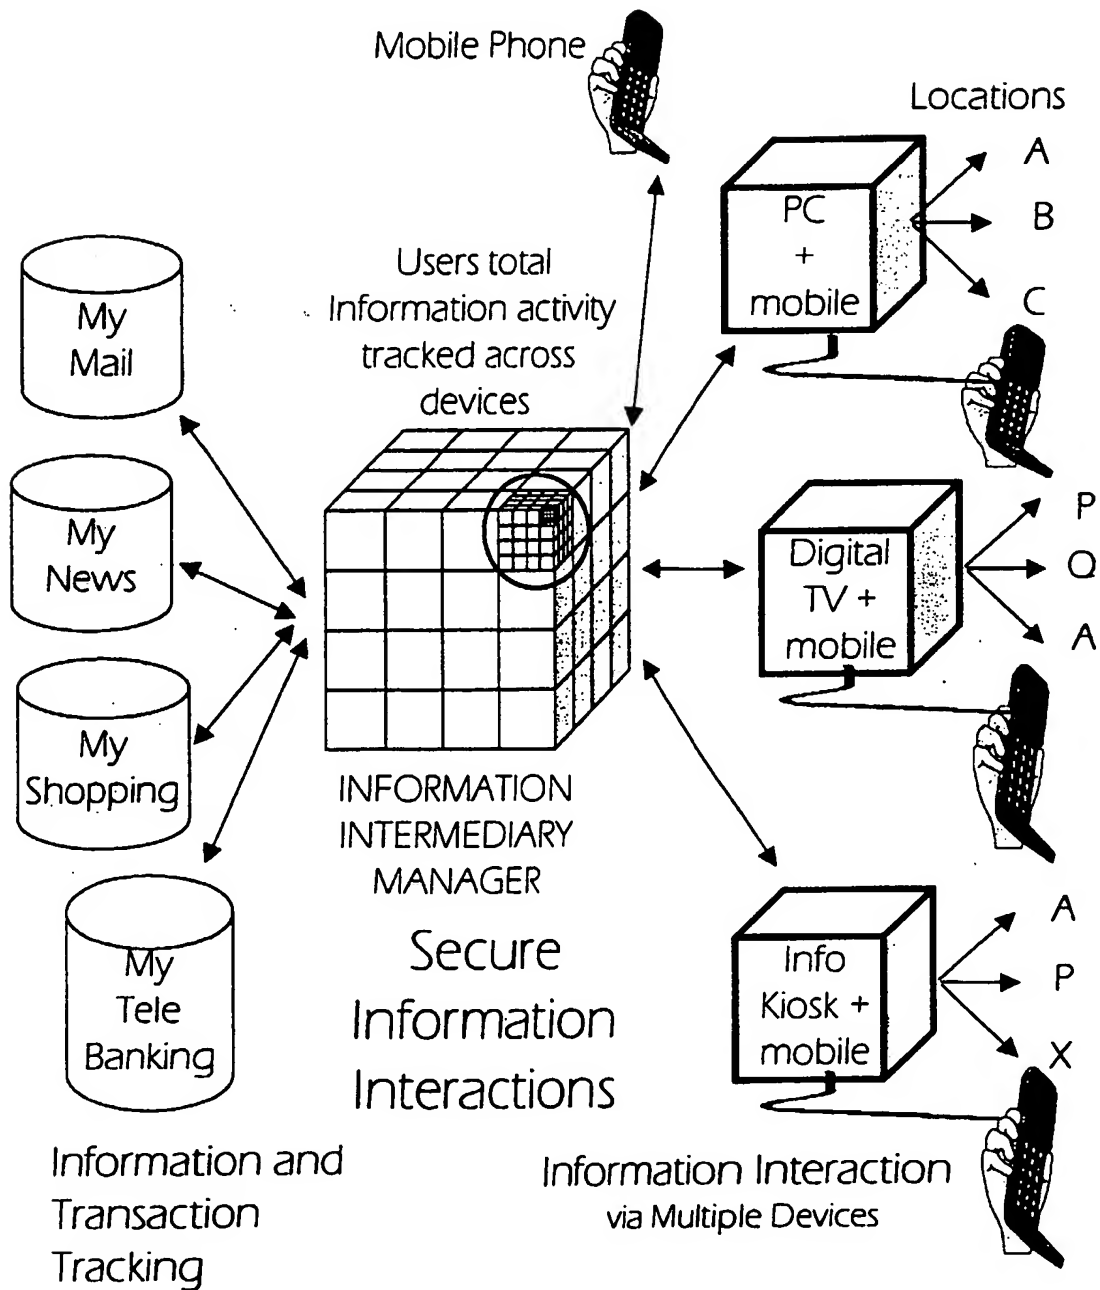 Mobile Phone
Locations
PC
+
mobile
A
B
C
Users total
Information activity
tracked across
devices
My
Mail
My
News
My
Shopping
My
Tele
Banking
Digital
TV +
mobile
P
Q
A
INFORMATION
INTERMEDIARY
MANAGER
Secure
Information
Interactions
Info
Kiosk +
mobile
A
P
X
Information and
Transaction
Tracking
Information Interaction
via Multiple Devices